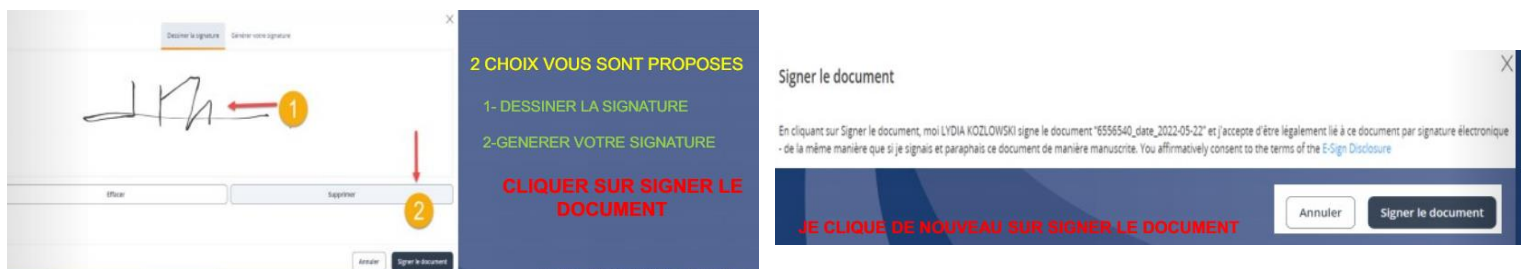 X
Dessiner la signature Générer votre signature
1
2
Effacer Supprimer
Annuler Signer le document
2 CHOIX VOUS SONT PROPOSES
1- DESSINER LA SIGNATURE
2-GENERER VOTRE SIGNATURE
CLIQUER SUR SIGNER LE
DOCUMENT
X
Signer le document
En cliquant sur Signer le document, moi LYDIA KOZLOWSKI signe le document "6556540_date_2022-05-22" et j'accepte d'être légalement lié à ce document par signature électronique
- de la même manière que si je signais et paraphais ce document de manière manuscrite. You affirmatively consent to the terms of the E-Sign Disclosure
JE CLIQUE DE NOUVEAU SUR SIGNER LE DOCUMENT
Annuler Signer le document